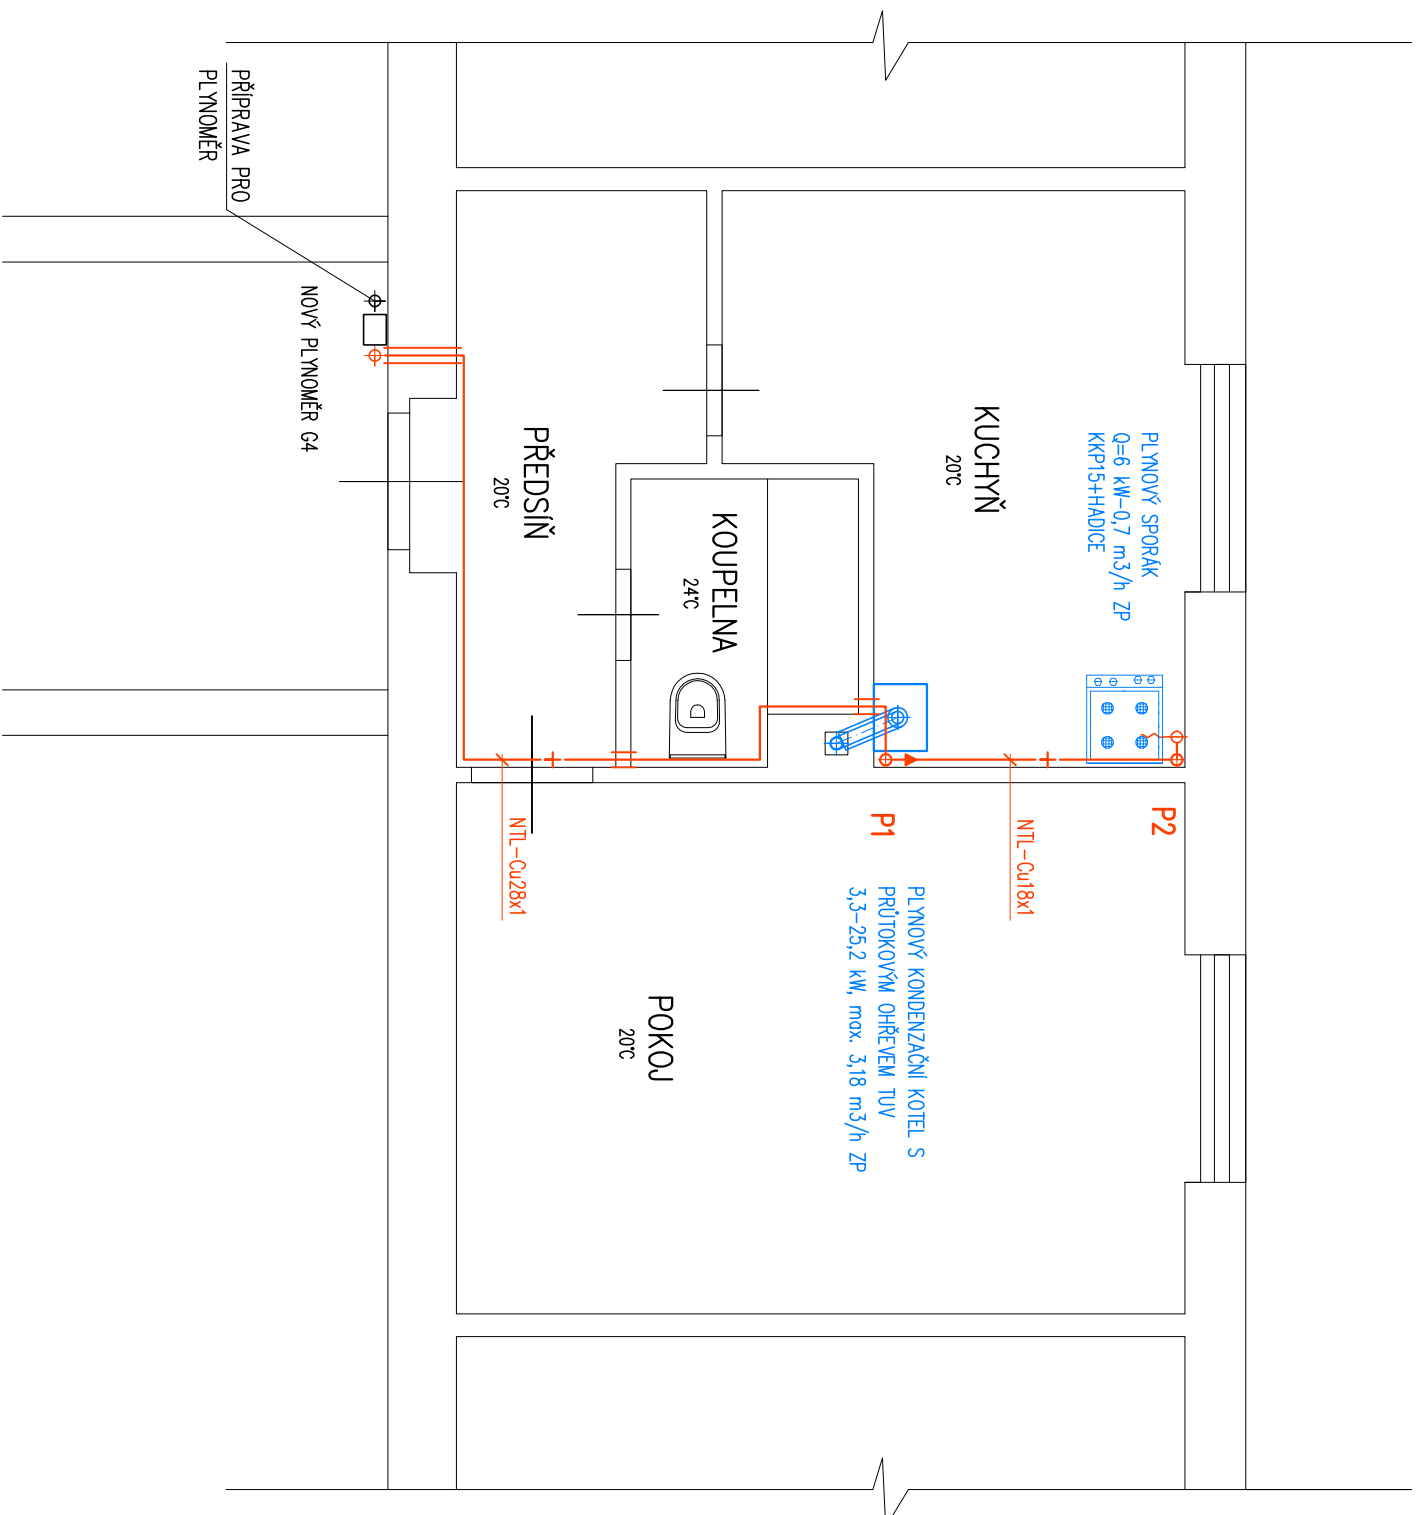 PŘÍPRAVA PRO
PLYNOMĚR
NOVÝ PLYNOMĚR G4
PLYNOVÝ SPORÁK
Q=6 kW-0,7 m3/h ZP
KKP15+HADICE
KUCHYŇ
20°C
KOUPELNA
24°C
PŘEDSÍŇ
20°C
P2
P1
NTL-Cu18x1
NTL-Cu28x1
PLYNOVÝ KONDENZAČNÍ KOTEL S
PRŮTOKOVÝM OHŘEVEM TUV
3,3-25,2 kW, max. 3,18 m3/h ZP
POKOJ
20°C